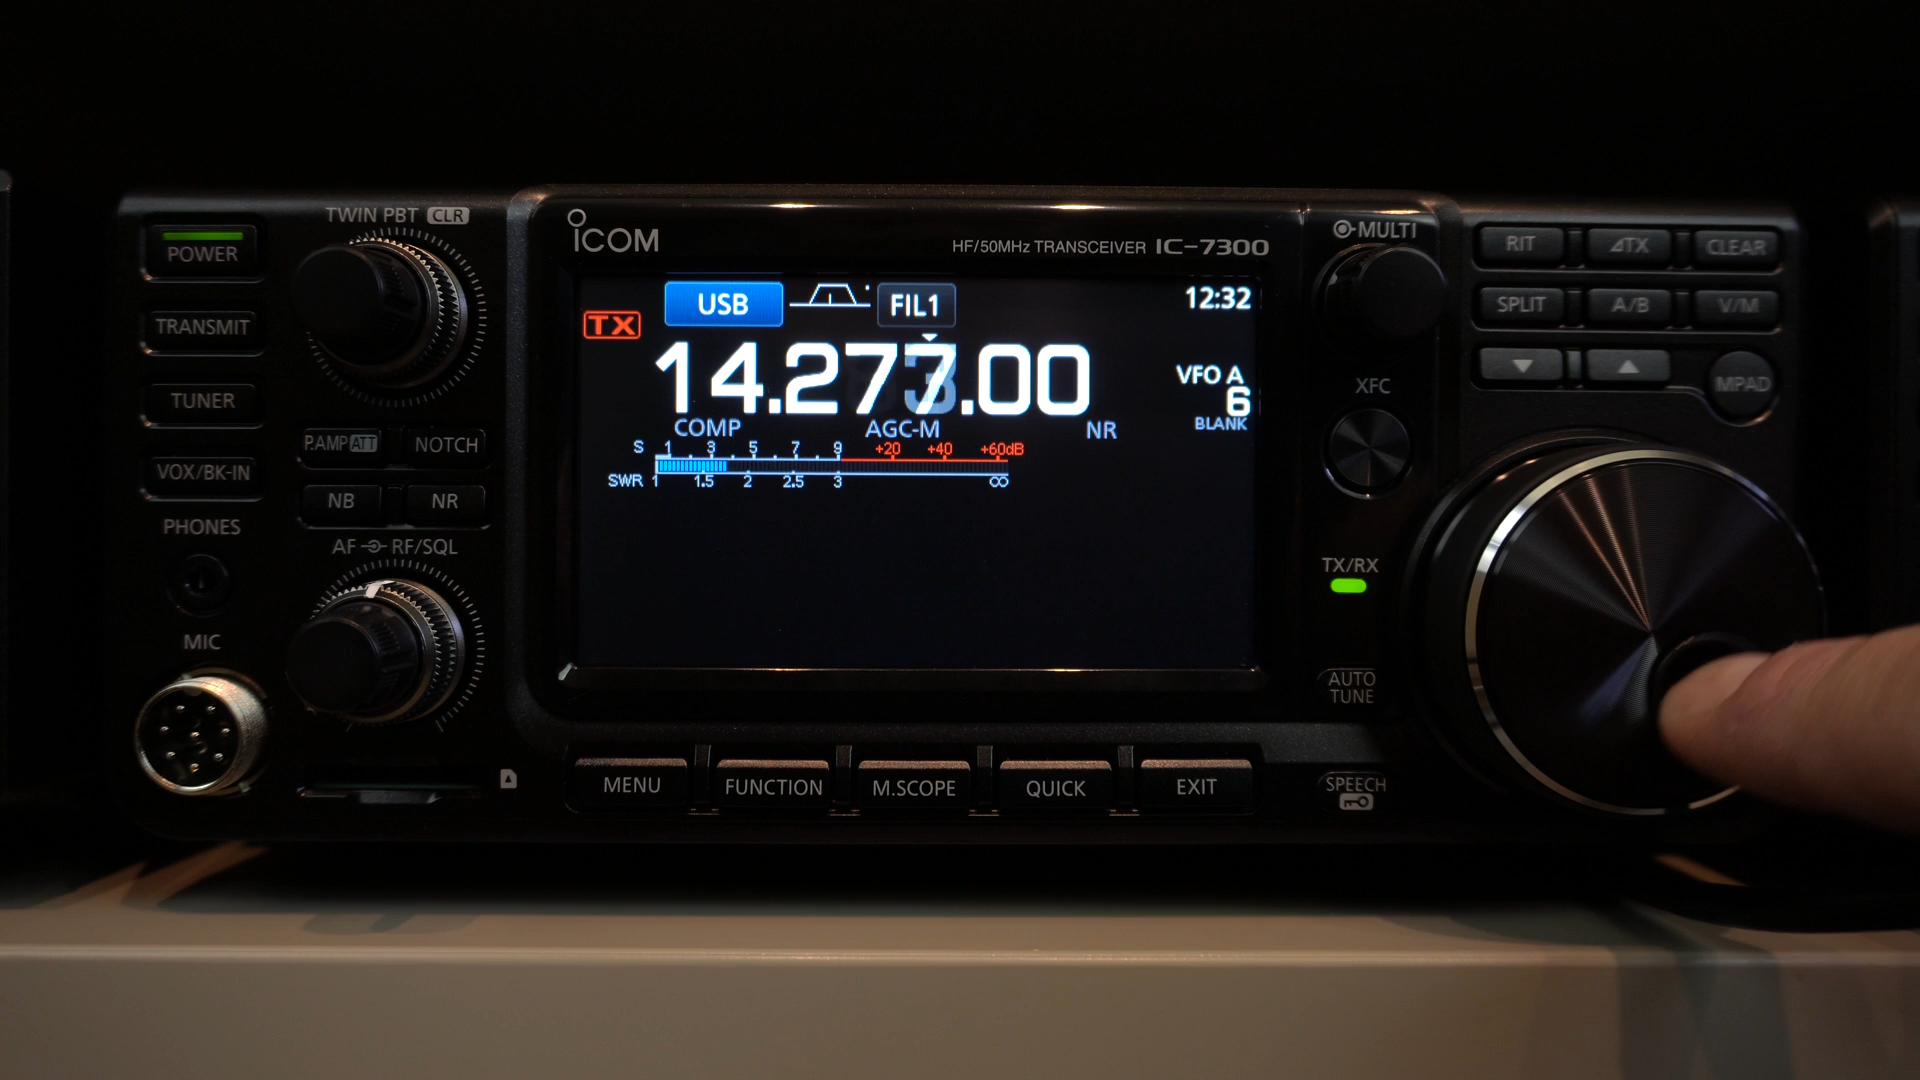 TWIN PBT CLR
POWER
TRANSMIT
TUNER
P.AMP ATT
NOTCH
VOX/BK-IN
NB
NR
PHONES
AF RF/SQL
MIC
ICOM
HF/50MHz TRANSCEIVER IC-7300
USB
FIL1
12:32
TX
14.277.00
VFO A
6
BLANK
COMP
AGC-M
NR
S 1 3 5 7 9 +20 +40 +60dB
SWR 1 1.5 2 2.5 3 ∞
MENU
FUNCTION
M.SCOPE
QUICK
EXIT
MULTI
XFC
TX/RX
AUTO
TUNE
SPEECH
RIT
⊿TX
CLEAR
SPLIT
A/B
V/M
MPAD